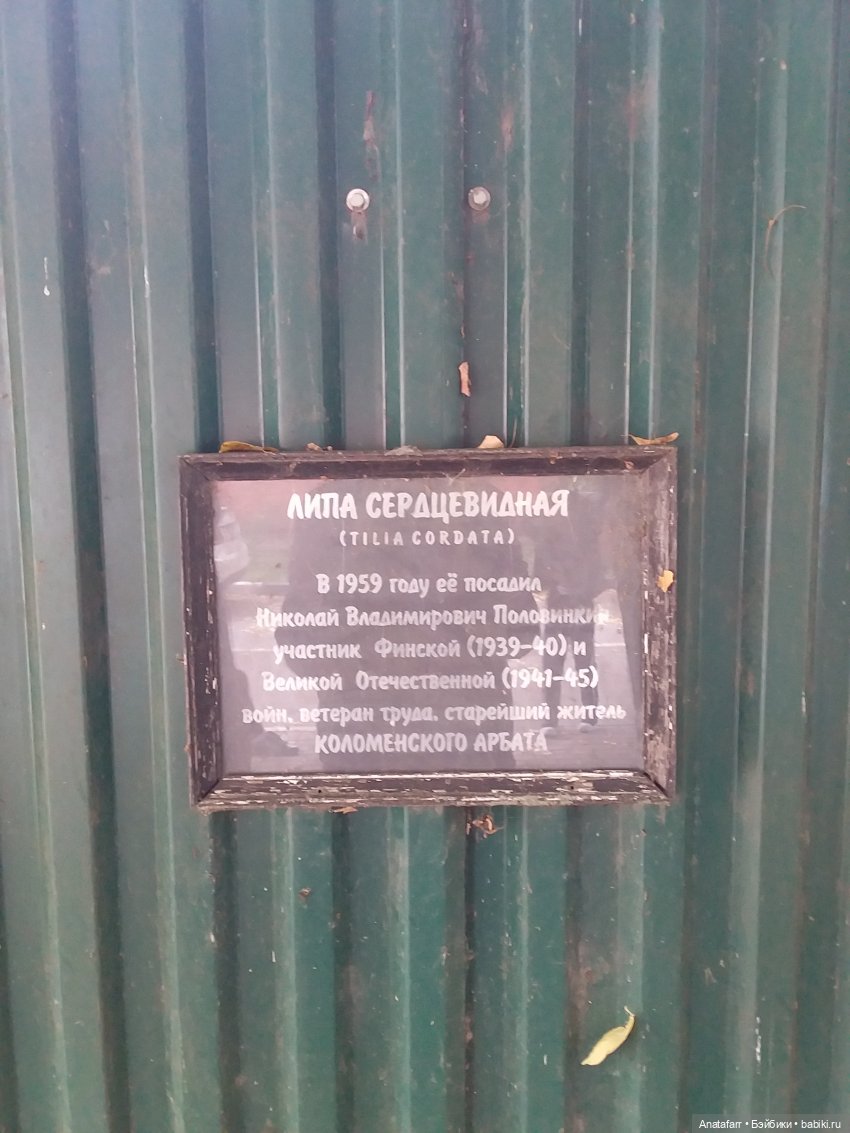 ЛИПА СЕРДЦЕВИДНАЯ
(TILIA CORDATA)
В 1959 году её посадил
Николай Владимирович Половинкин
участник Финской (1939-40) и
Великой Отечественной (1941-45)
войн, ветеран труда, старейший житель
КОЛОМЕНСКОГО АРБАТА
Anatafarr • Бэйбики • babiki.ru